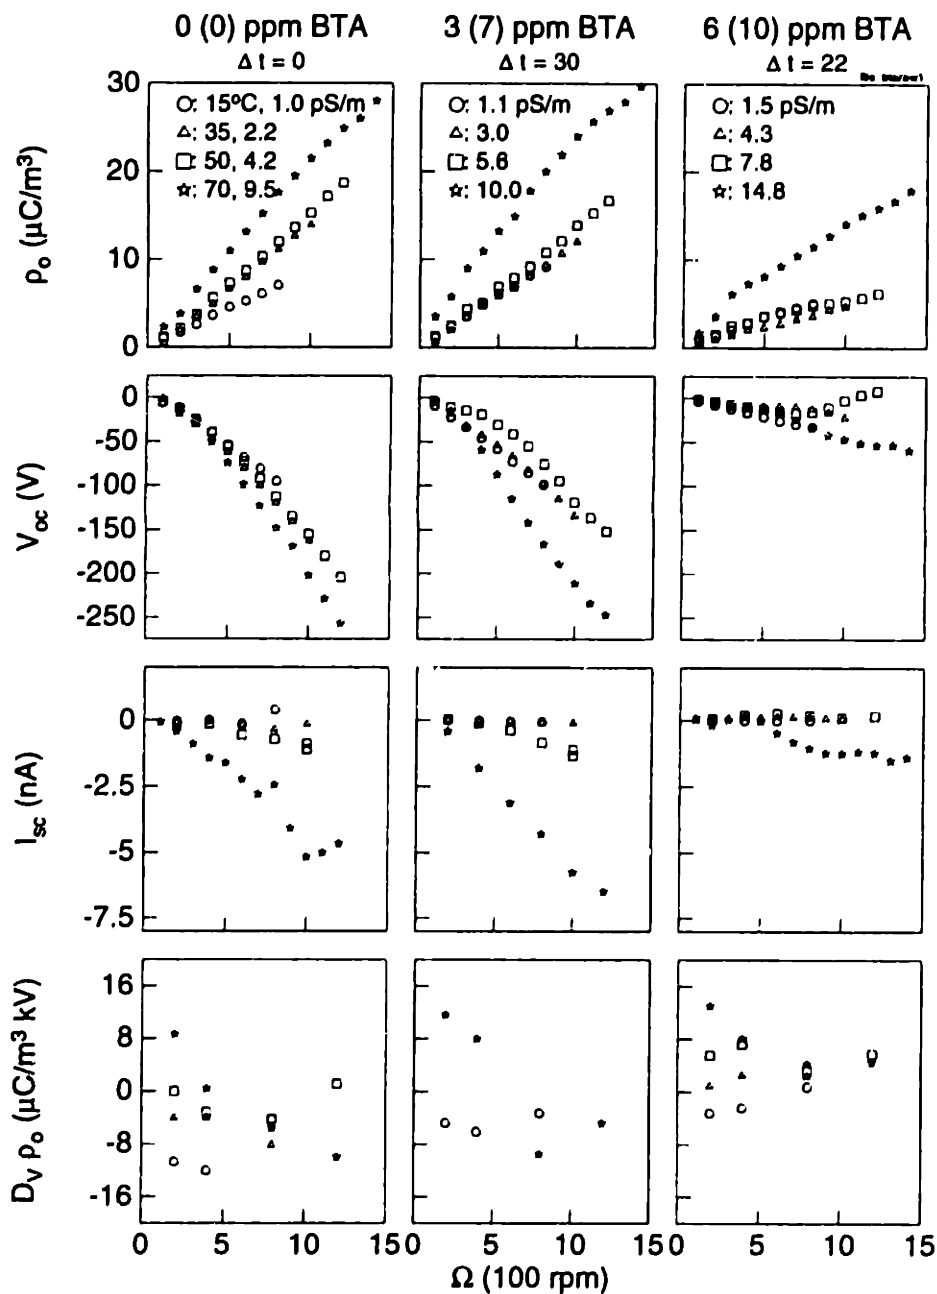 0 (0) ppm BTA 3 (7) ppm BTA 6 (10) ppm BTA
Δ t = 0 Δ t = 30 Δ t = 22
○: 15ºC, 1.0 pS/m
△: 35, 2.2
□: 50, 4.2
☆: 70, 9.5
○: 1.1 pS/m
△: 3.0
□: 5.6
☆: 10.0
○: 1.5 pS/m
△: 4.3
□: 7.8
☆: 14.8
ρo (μC/m³)
30
20
10
0
Voc (V)
0
-50
-100
-150
-200
-250
Isc (nA)
0
-2.5
-5
-7.5
DV ρo (μC/m³ kV)
16
8
0
-8
-16
0 5 10 15 0 5 10 15 0 5 10 15
Ω (100 rpm)